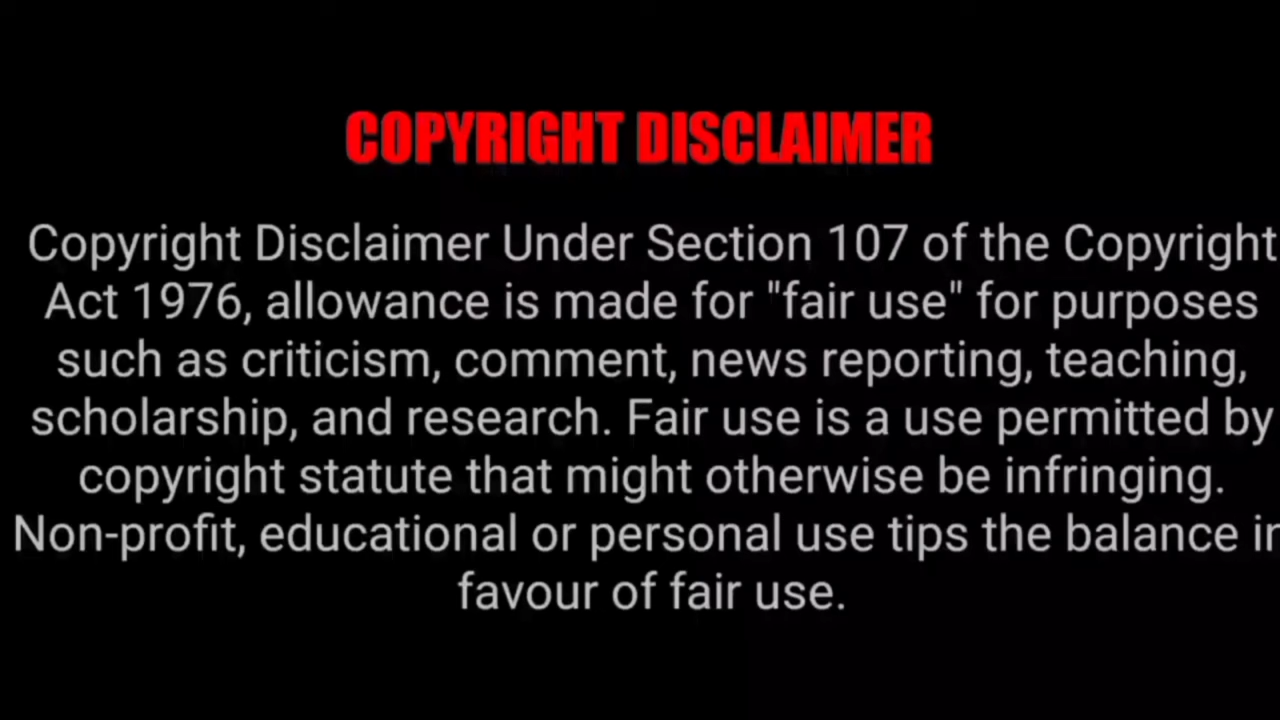 COPYRIGHT DISCLAIMER
Copyright Disclaimer Under Section 107 of the Copyright
Act 1976, allowance is made for "fair use" for purposes
such as criticism, comment, news reporting, teaching,
scholarship, and research. Fair use is a use permitted by
copyright statute that might otherwise be infringing.
Non-profit, educational or personal use tips the balance in
favour of fair use.